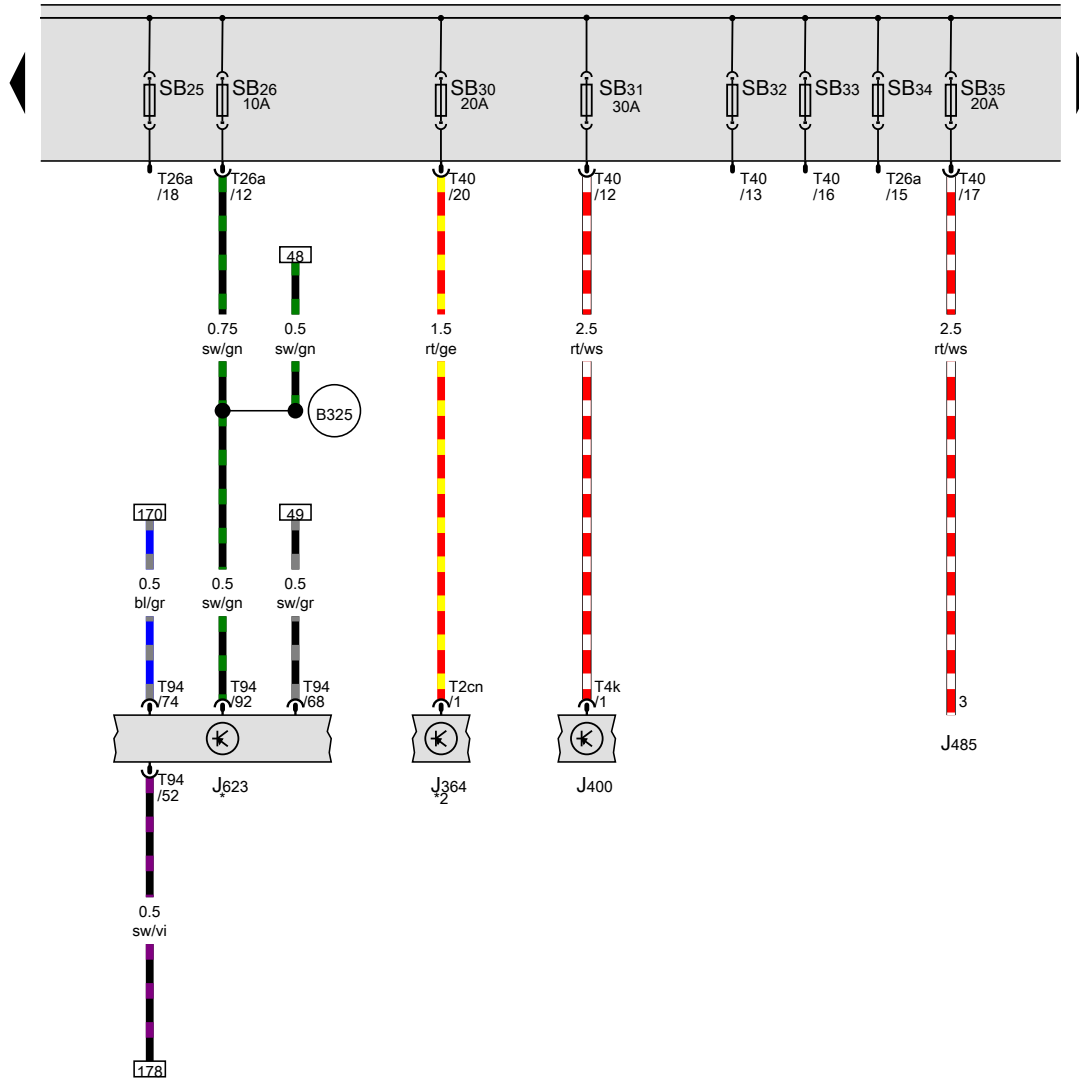 SB25
SB26
10A
SB30
20A
SB31
30A
SB32
SB33
SB34
SB35
20A
T26a
/18
T26a
/12
T40
/20
T40
/12
T40
/13
T40
/16
T26a
/15
T40
/17
48
0.75
sw/gn
0.5
sw/gn
1.5
rt/ge
2.5
rt/ws
2.5
rt/ws
B325
170
49
0.5
bl/gr
0.5
sw/gn
0.5
sw/gr
T94
/74
T94
/92
T94
/68
T2cn
/1
T4k
/1
3
T94
/52
J623
*
J364
*2
J400
J485
0.5
sw/vi
178